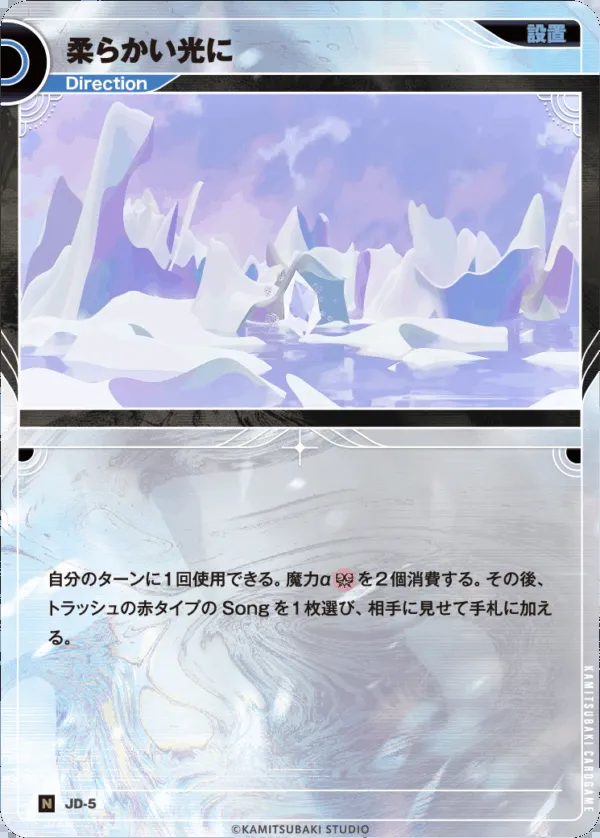 柔らかい光に
設置
Direction
自分のターンに1回使用できる。魔力αを2個消費する。その後、
トラッシュの赤タイプの Song を1枚選び、相手に見せて手札に加え
る。
KAMITSUBAKI CARDGAME
N JD-5
©KAMITSUBAKI STUDIO